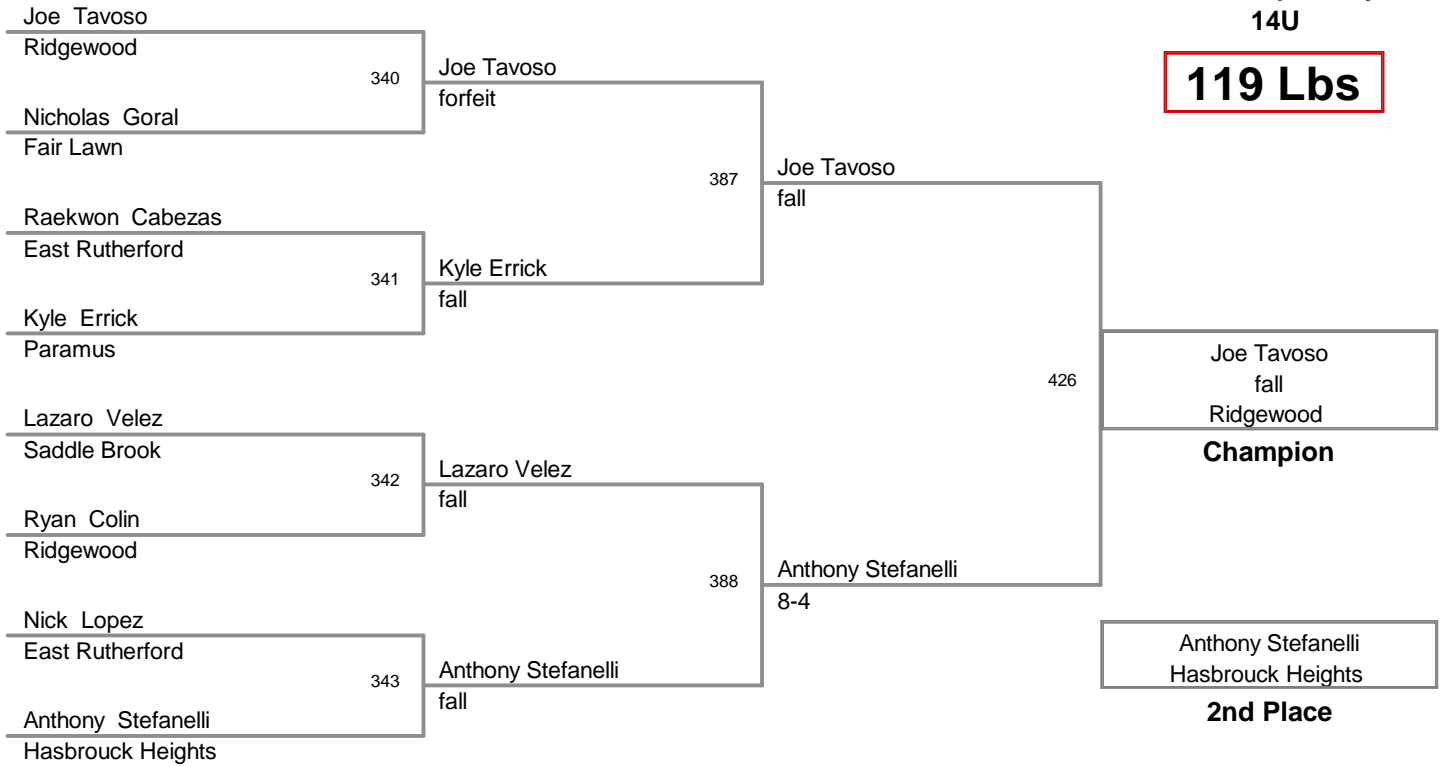 14U
119 Lbs
Joe Tavoso
Ridgewood
340
Nicholas Goral
Fair Lawn
Joe Tavoso
forfeit
Raekwon Cabezas
East Rutherford
341
Kyle Errick
Paramus
Kyle Errick
fall
387
Joe Tavoso
fall
Lazaro Velez
Saddle Brook
342
Ryan Colin
Ridgewood
Lazaro Velez
fall
Nick Lopez
East Rutherford
343
Anthony Stefanelli
Hasbrouck Heights
Anthony Stefanelli
fall
388
Anthony Stefanelli
8-4
426
Joe Tavoso
fall
Ridgewood
Champion
Anthony Stefanelli
Hasbrouck Heights
2nd Place